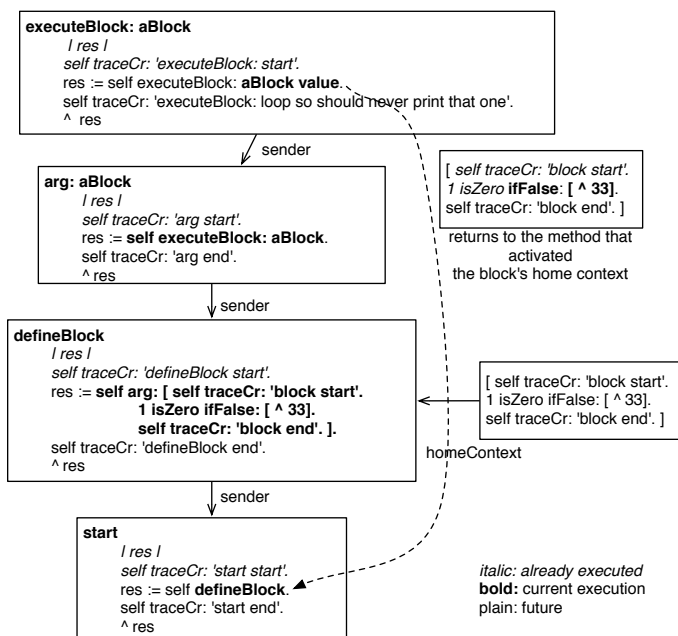 executeBlock: aBlock
| res |
self traceCr: 'executeBlock: start'.
res := self executeBlock: aBlock value.
self traceCr: 'executeBlock: loop so should never print that one'.
^ res
sender
arg: aBlock
| res |
self traceCr: 'arg start'.
res := self executeBlock: aBlock.
self traceCr: 'arg end'.
^ res
[ self traceCr: 'block start'.
1 isZero ifFalse: [ ^ 33].
self traceCr: 'block end'. ]
returns to the method that
activated
the block's home context
sender
defineBlock
| res |
self traceCr: 'defineBlock start'.
res := self arg: [ self traceCr: 'block start'.
1 isZero ifFalse: [ ^ 33].
self traceCr: 'block end'. ].
self traceCr: 'defineBlock end'.
^ res
[ self traceCr: 'block start'.
1 isZero ifFalse: [ ^ 33].
self traceCr: 'block end'. ]
homeContext
sender
start
| res |
self traceCr: 'start start'.
res := self defineBlock.
self traceCr: 'start end'.
^ res
italic: already executed
bold: current execution
plain: future